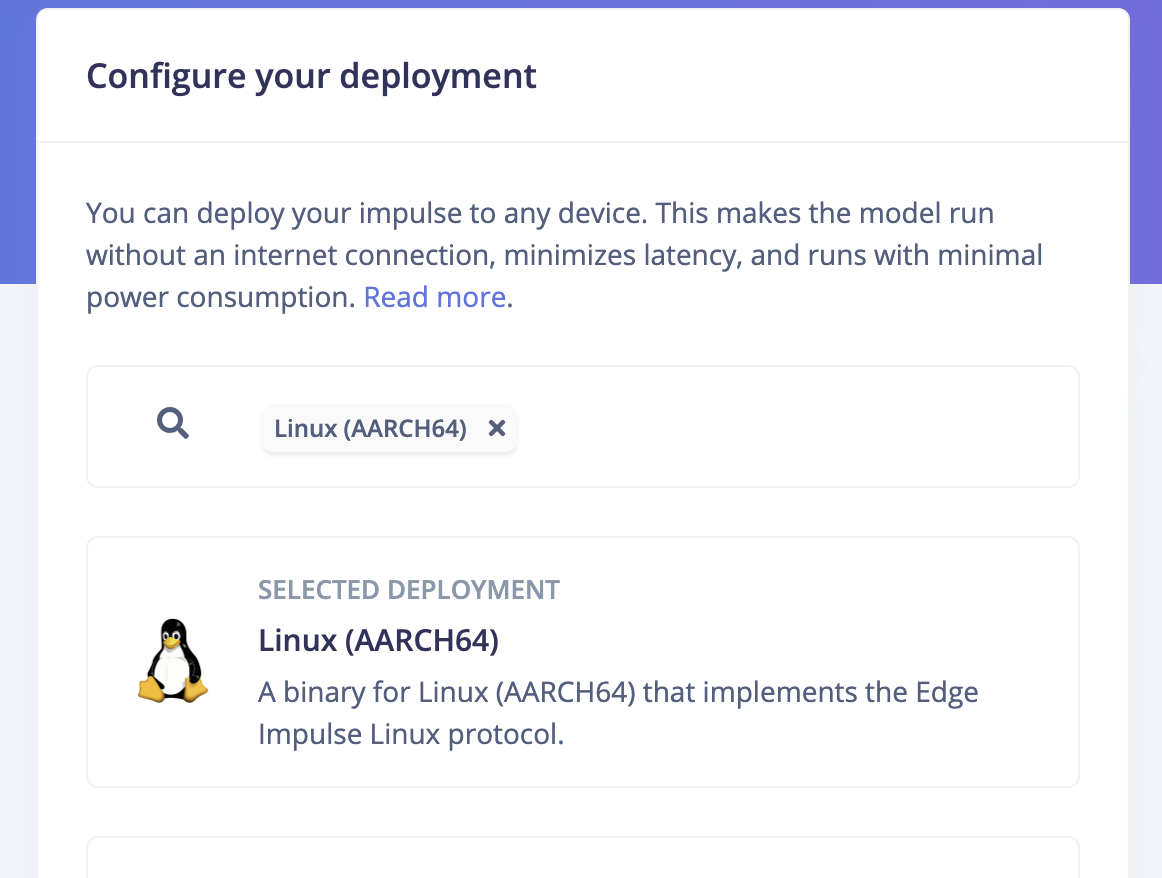 Configure your deployment
You can deploy your impulse to any device. This makes the model run
without an internet connection, minimizes latency, and runs with minimal
power consumption. Read more.
Linux (AARCH64) ×
SELECTED DEPLOYMENT
Linux (AARCH64)
A binary for Linux (AARCH64) that implements the Edge
Impulse Linux protocol.